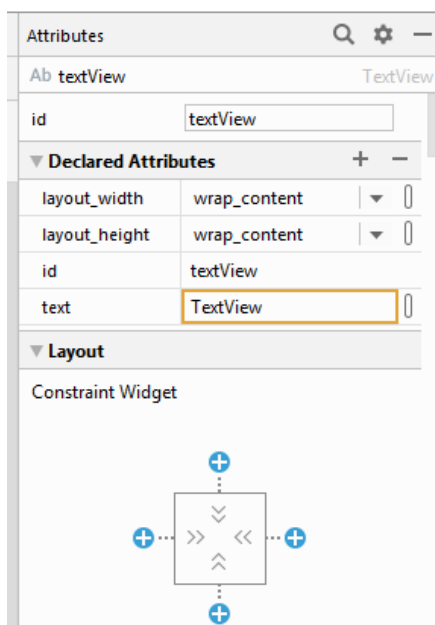 Attributes
Ab textView TextView
id textView
Declared Attributes
layout_width wrap_content
layout_height wrap_content
id textView
text TextView
Layout
Constraint Widget